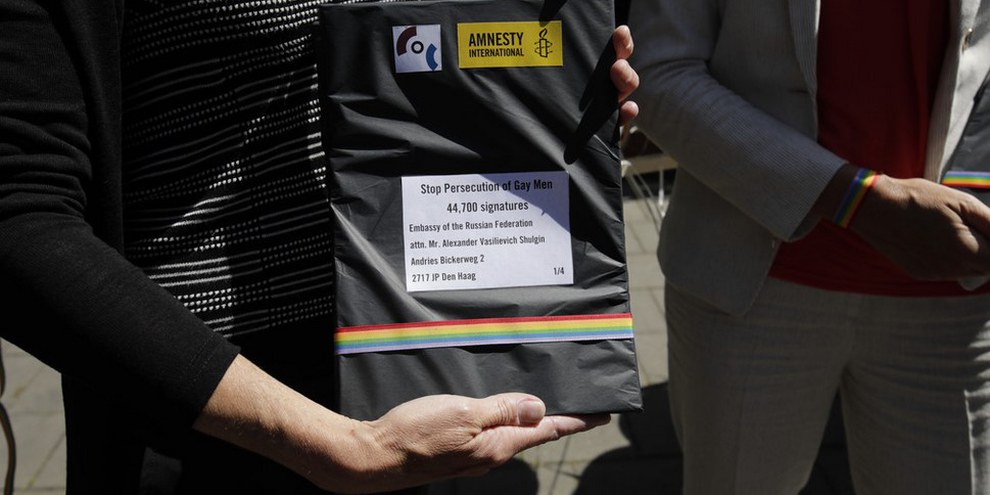 AMNESTY
INTERNATIONAL
Stop Persecution of Gay Men
44,700 signatures
Embassy of the Russian Federation
attn. Mr. Alexander Vasilievich Shulgin
Andries Bickerweg 2
2717 JP Den Haag
1/4